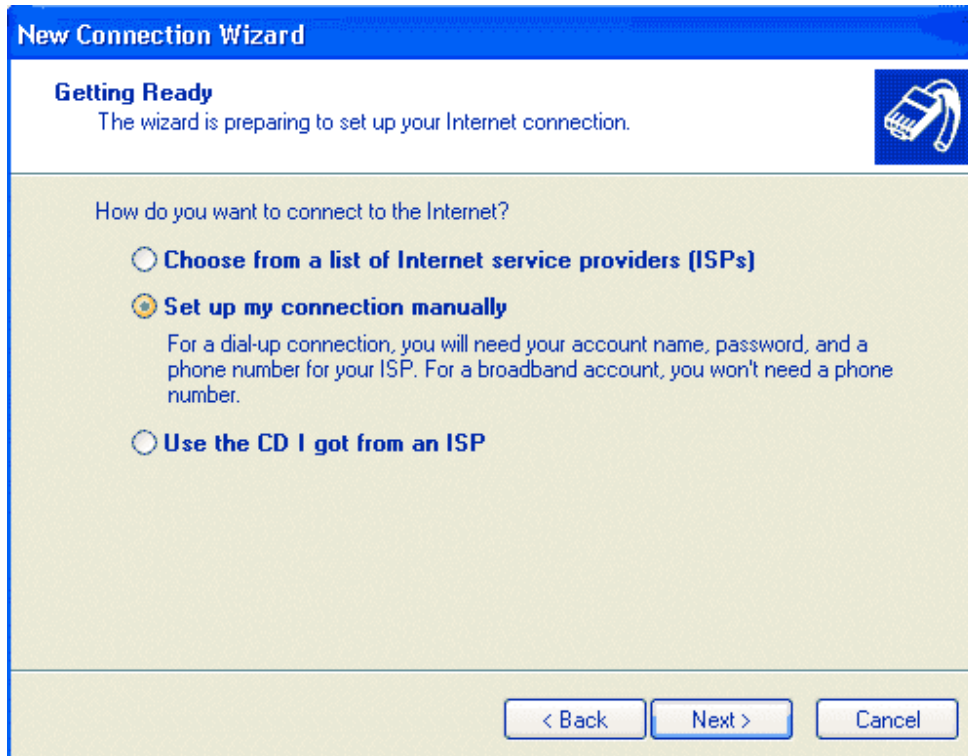 New Connection Wizard
Getting Ready
The wizard is preparing to set up your Internet connection.
How do you want to connect to the Internet?
Choose from a list of Internet service providers (ISPs)
Set up my connection manually
For a dial-up connection, you will need your account name, password, and a
phone number for your ISP. For a broadband account, you won't need a phone
number.
Use the CD I got from an ISP
< Back Next > Cancel